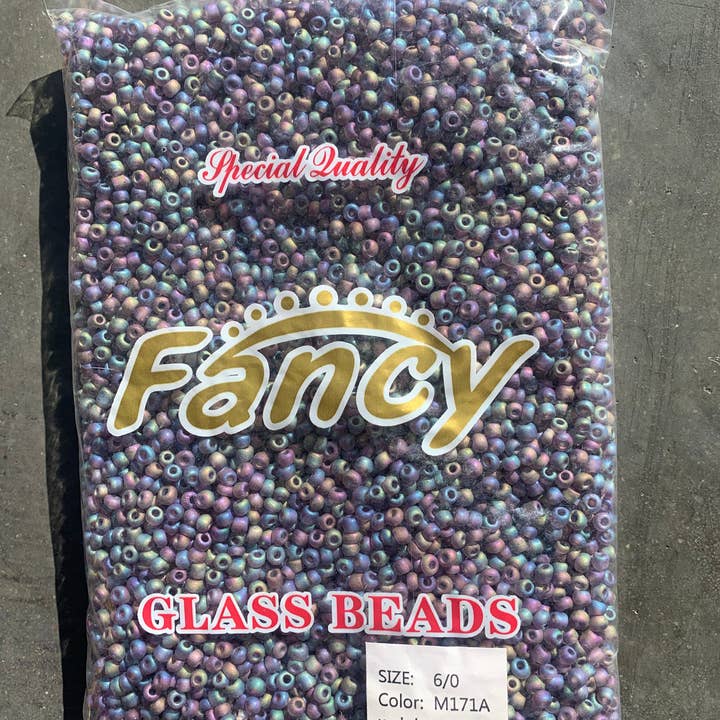 Special Quality
Fancy
GLASS BEADS
SIZE: 6/0
Color: M171A